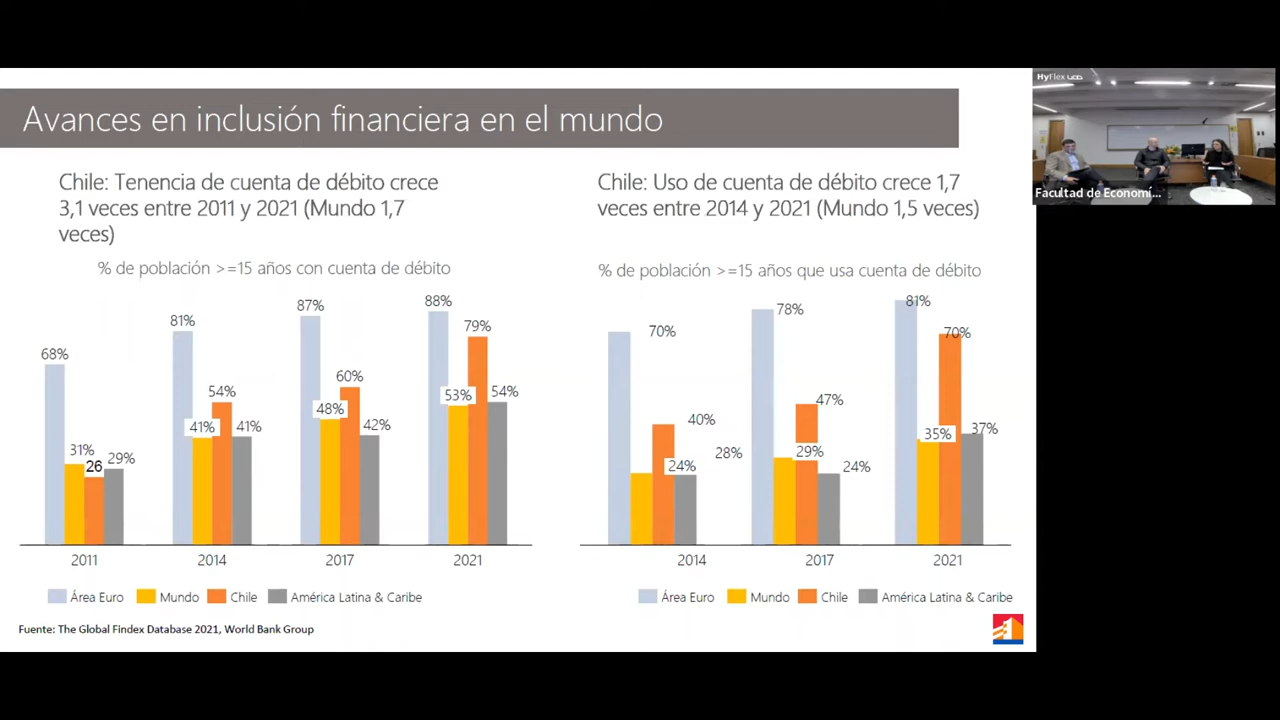 HyFlex uas
Avances en inclusión financiera en el mundo
Facultad de Economí...
Chile: Tenencia de cuenta de débito crece
3,1 veces entre 2011 y 2021 (Mundo 1,7
veces)
% de población >=15 años con cuenta de débito
68%
31%
26
29%
81%
41%
54%
41%
87%
48%
60%
42%
88%
53%
79%
54%
2011
2014
2017
2021
Área Euro
Mundo
Chile
América Latina & Caribe
Chile: Uso de cuenta de débito crece 1,7
veces entre 2014 y 2021 (Mundo 1,5 veces)
% de población >=15 años que usa cuenta de débito
70%
24%
40%
28%
78%
29%
47%
24%
81%
35%
70%
37%
2014
2017
2021
Área Euro
Mundo
Chile
América Latina & Caribe
Fuente: The Global Findex Database 2021, World Bank Group